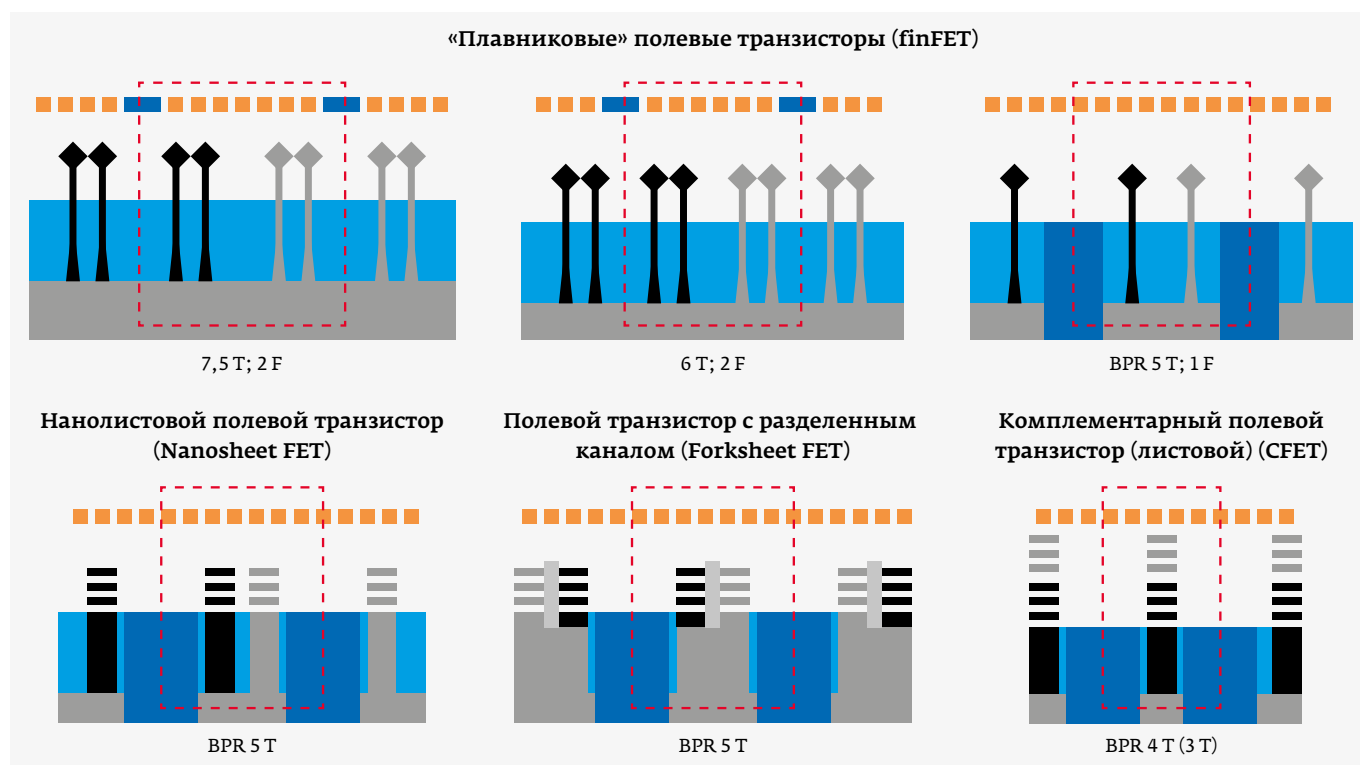 «Плавниковые» полевые транзисторы (finFET)
7,5 T; 2 F
6 T; 2 F
BPR 5 T; 1 F
Нанолистовой полевой транзистор
(Nanosheet FET)
Полевой транзистор с разделенным
каналом (Forksheet FET)
Комплементарный полевой
транзистор (листовой) (CFET)
BPR 5 T
BPR 5 T
BPR 4 T (3 T)